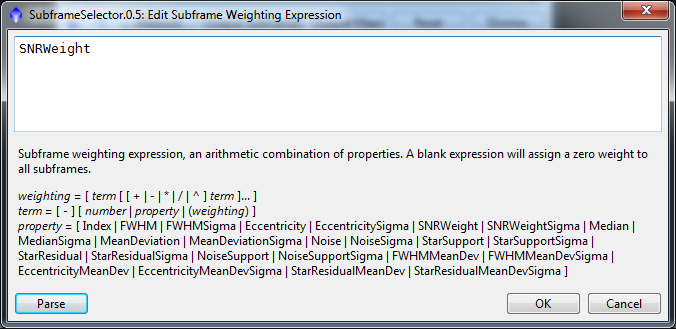 SubframeSelector.0.5: Edit Subframe Weighting Expression
SNRWeight
Subframe weighting expression, an arithmetic combination of properties. A blank expression will assign a zero weight to
all subframes.
weighting = [ term [ [ + | - | * | / | ^ ] term ]... ]
term = [ - ] [ number | property | (weighting) ]
property = [ Index | FWHM | FWHMSigma | Eccentricity | EccentricitySigma | SNRWeight | SNRWeightSigma | Median |
MedianSigma | MeanDeviation | MeanDeviationSigma | Noise | NoiseSigma | StarSupport | StarSupportSigma |
StarResidual | StarResidualSigma | NoiseSupport | NoiseSupportSigma | FWHMMeanDev | FWHMMeanDevSigma |
EccentricityMeanDev | EccentricityMeanDevSigma | StarResidualMeanDev | StarResidualMeanDevSigma ]
Parse OK Cancel